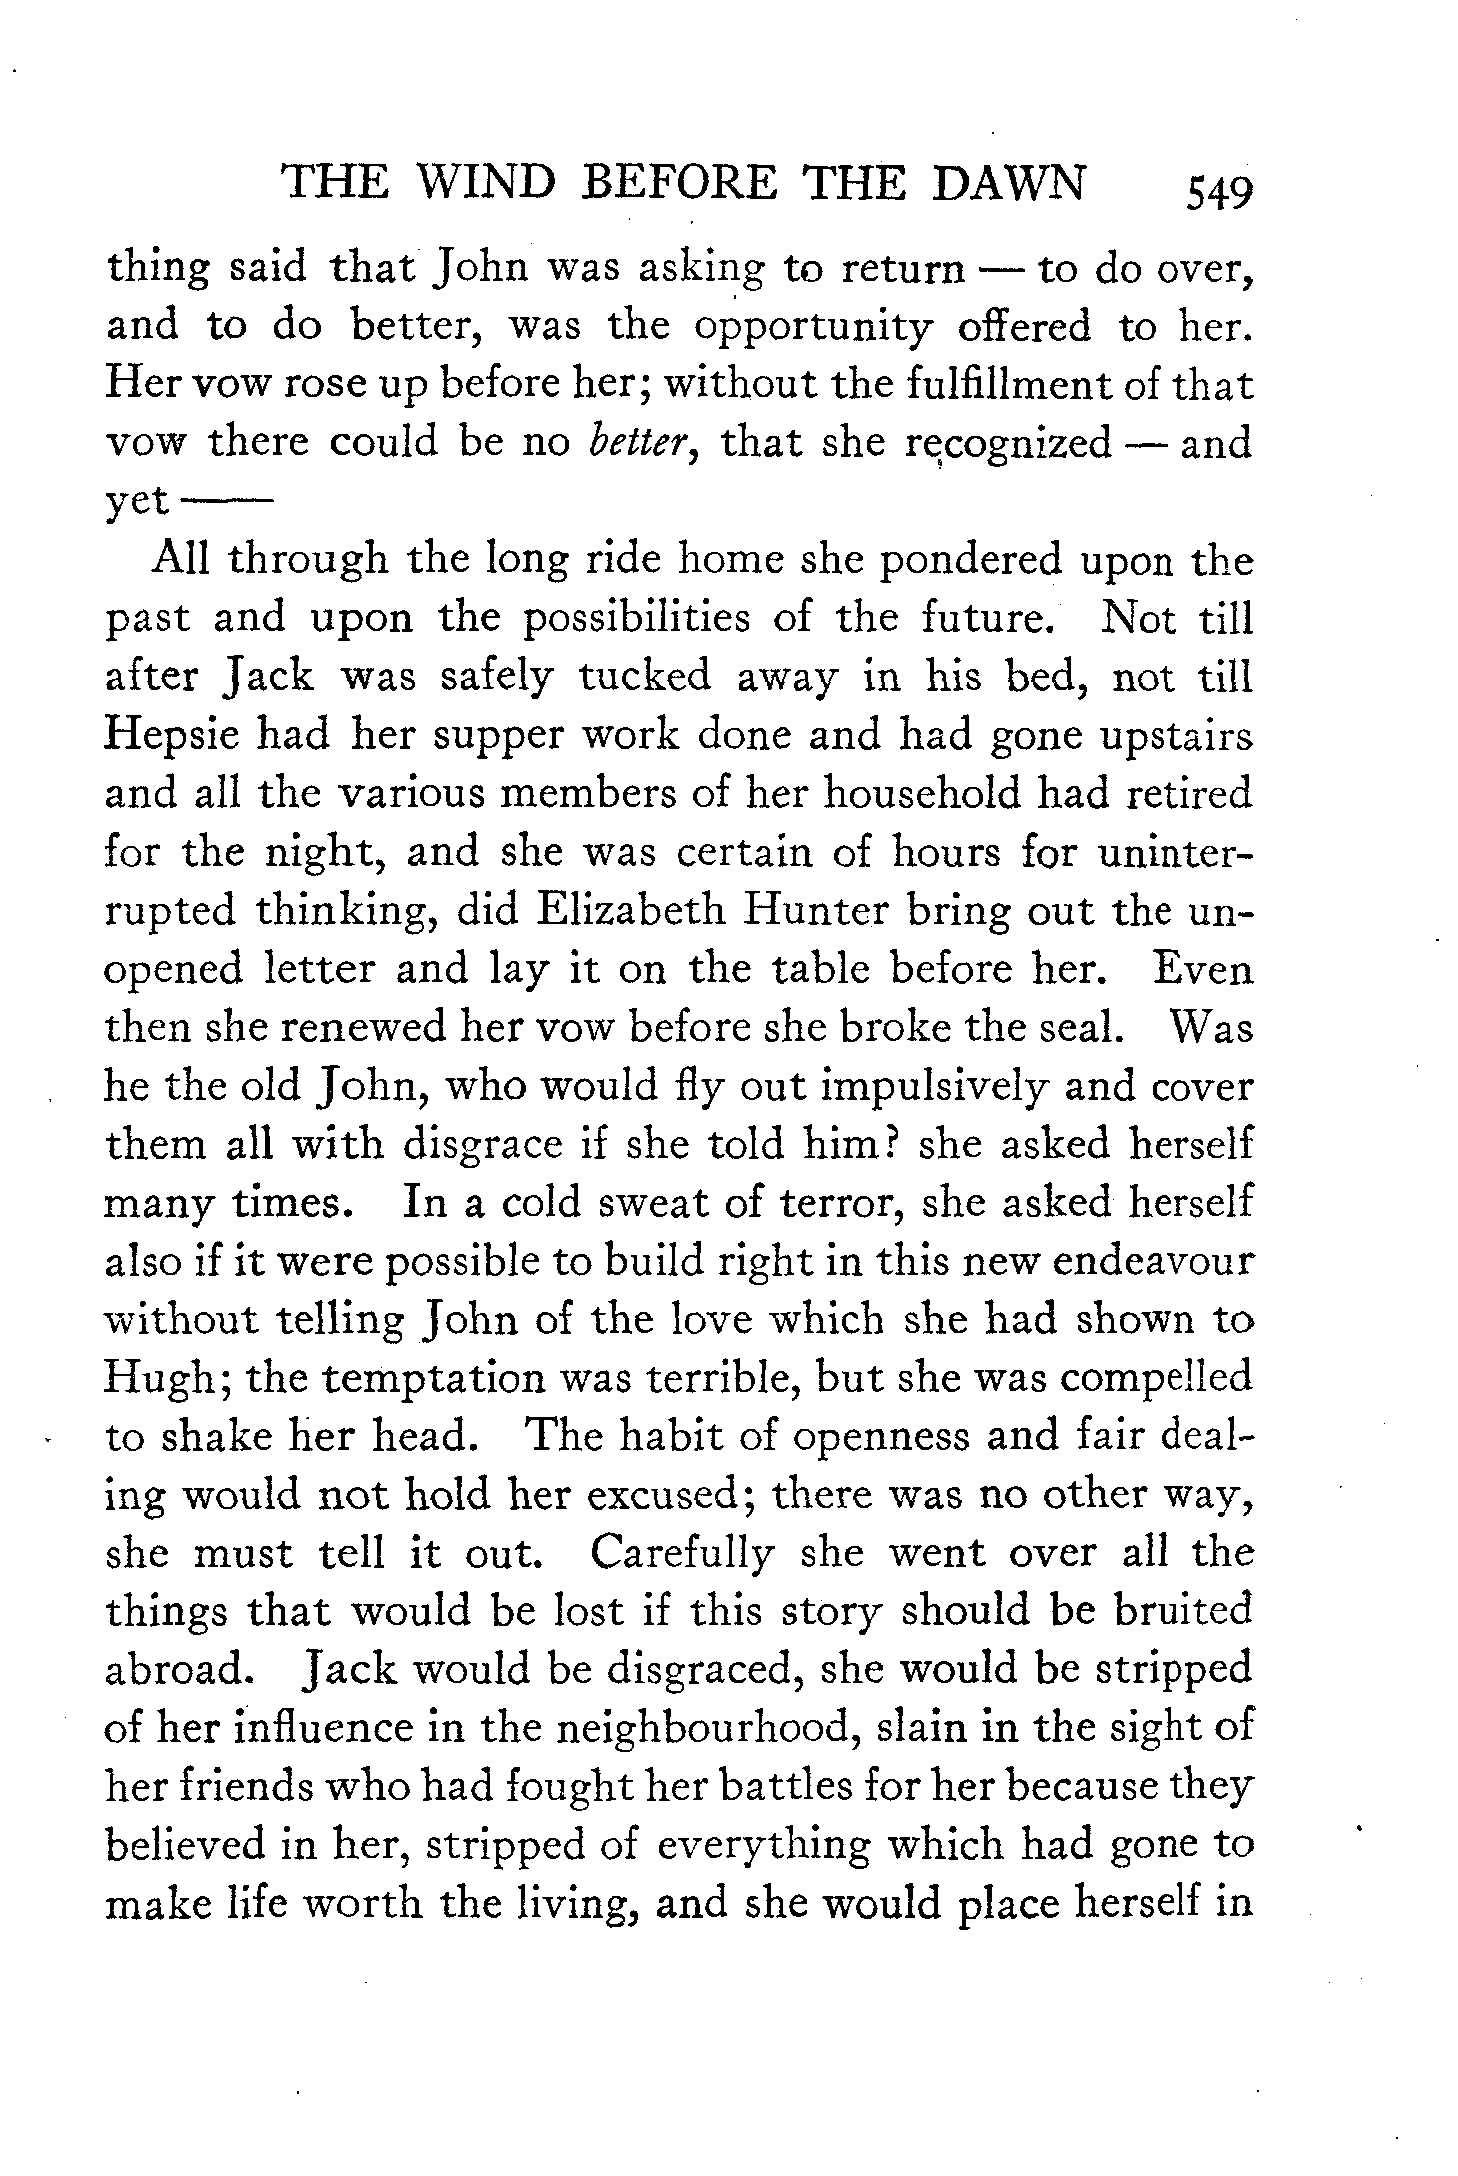 THE WIND BEFORE THE DAWN 549
thing said that John was asking to return — to do over,
and to do better, was the opportunity offered to her.
Her vow rose up before her; without the fulfillment of that
vow there could be no better, that she recognized — and
yet ——
All through the long ride home she pondered upon the
past and upon the possibilities of the future. Not till
after Jack was safely tucked away in his bed, not till
Hepsie had her supper work done and had gone upstairs
and all the various members of her household had retired
for the night, and she was certain of hours for uninter-
rupted thinking, did Elizabeth Hunter bring out the un-
opened letter and lay it on the table before her. Even
then she renewed her vow before she broke the seal. Was
he the old John, who would fly out impulsively and cover
them all with disgrace if she told him? she asked herself
many times. In a cold sweat of terror, she asked herself
also if it were possible to build right in this new endeavour
without telling John of the love which she had shown to
Hugh; the temptation was terrible, but she was compelled
to shake her head. The habit of openness and fair deal-
ing would not hold her excused; there was no other way,
she must tell it out. Carefully she went over all the
things that would be lost if this story should be bruited
abroad. Jack would be disgraced, she would be stripped
of her influence in the neighbourhood, slain in the sight of
her friends who had fought her battles for her because they
believed in her, stripped of everything which had gone to
make life worth the living, and she would place herself in